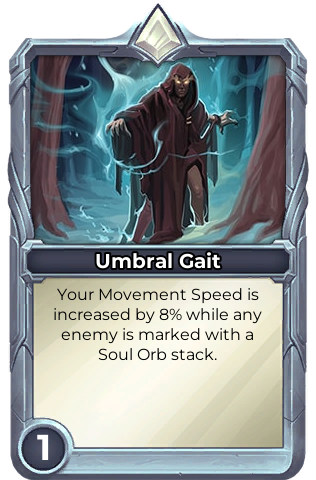 Umbral Gait
Your Movement Speed is
increased by 8% while any
enemy is marked with a
Soul Orb stack.
1